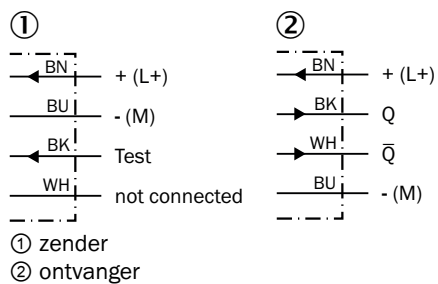 ①
BN + (L+)
BU - (M)
BK Test
WH not connected
②
BN + (L+)
BK Q
WH Q̅
BU - (M)
① zender
② ontvanger